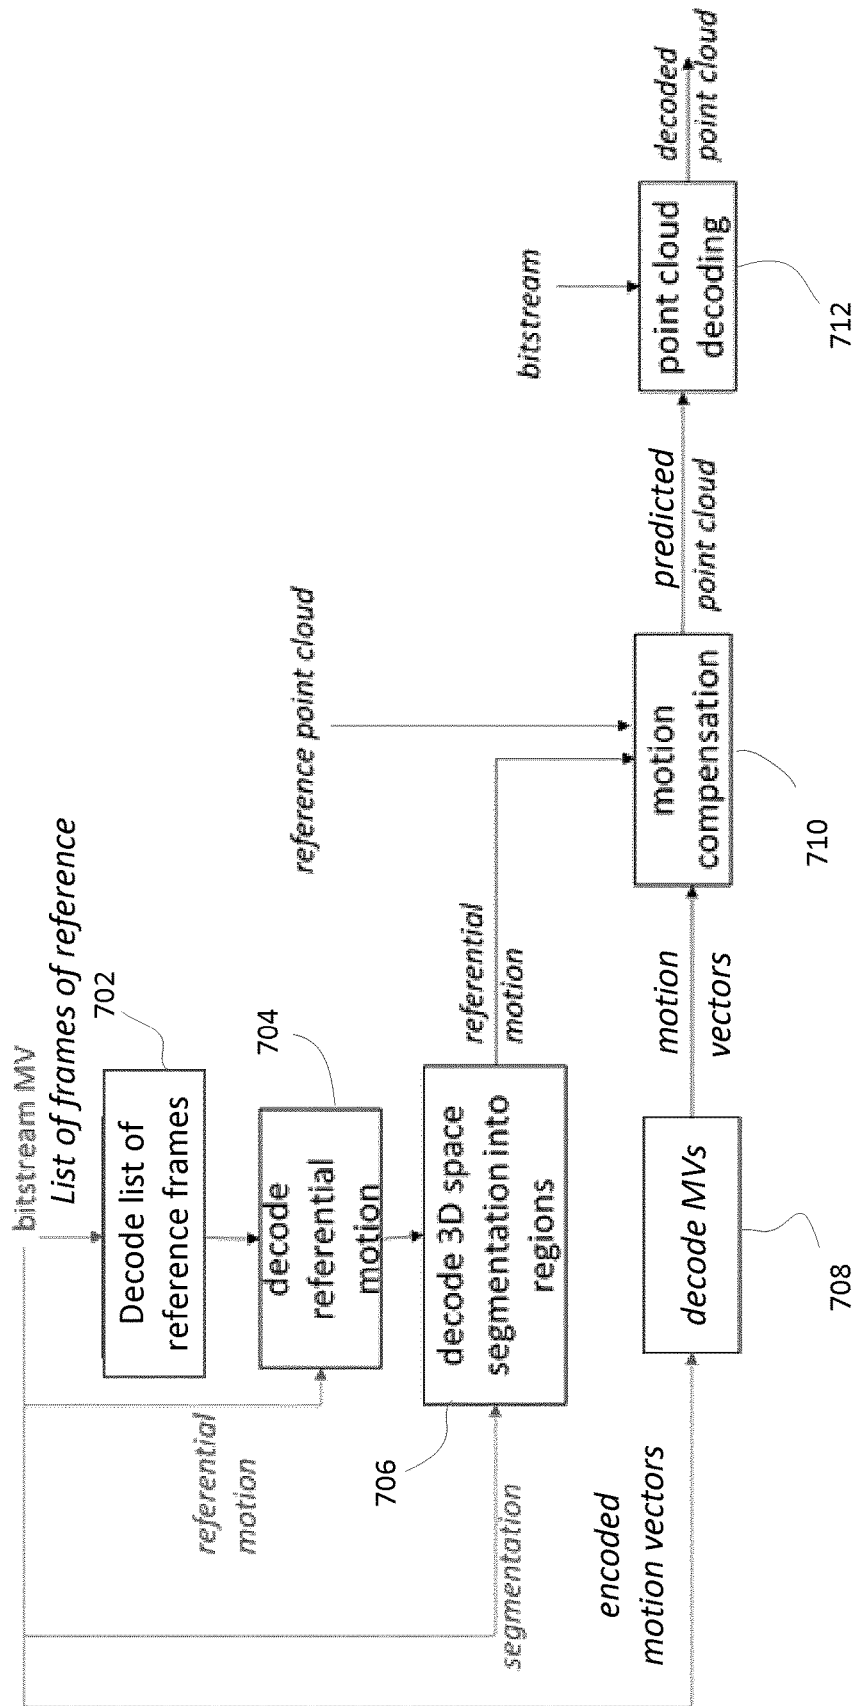 bitstream MV
List of frames of reference
702
Decode list of
reference frames
referential
motion
704
decode
referential
motion
segmentation
706
decode 3D space
segmentation into
regions
referential
motion
reference point cloud
encoded
motion vectors
decode MVs
708
motion
vectors
motion
compensation
710
predicted
point cloud
bitstream
point cloud
decoding
712
decoded
point cloud